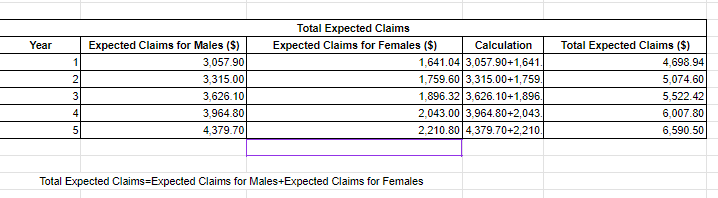 Total Expected Claims
Year Expected Claims for Males ($) Expected Claims for Females ($) Calculation Total Expected Claims ($)
1 3,057.90 1,641.04 3,057.90+1,641. 4,698.94
2 3,315.00 1,759.60 3,315.00+1,759. 5,074.60
3 3,626.10 1,896.32 3,626.10+1,896. 5,522.42
4 3,964.80 2,043.00 3,964.80+2,043. 6,007.80
5 4,379.70 2,210.80 4,379.70+2,210. 6,590.50
Total Expected Claims=Expected Claims for Males+Expected Claims for Females